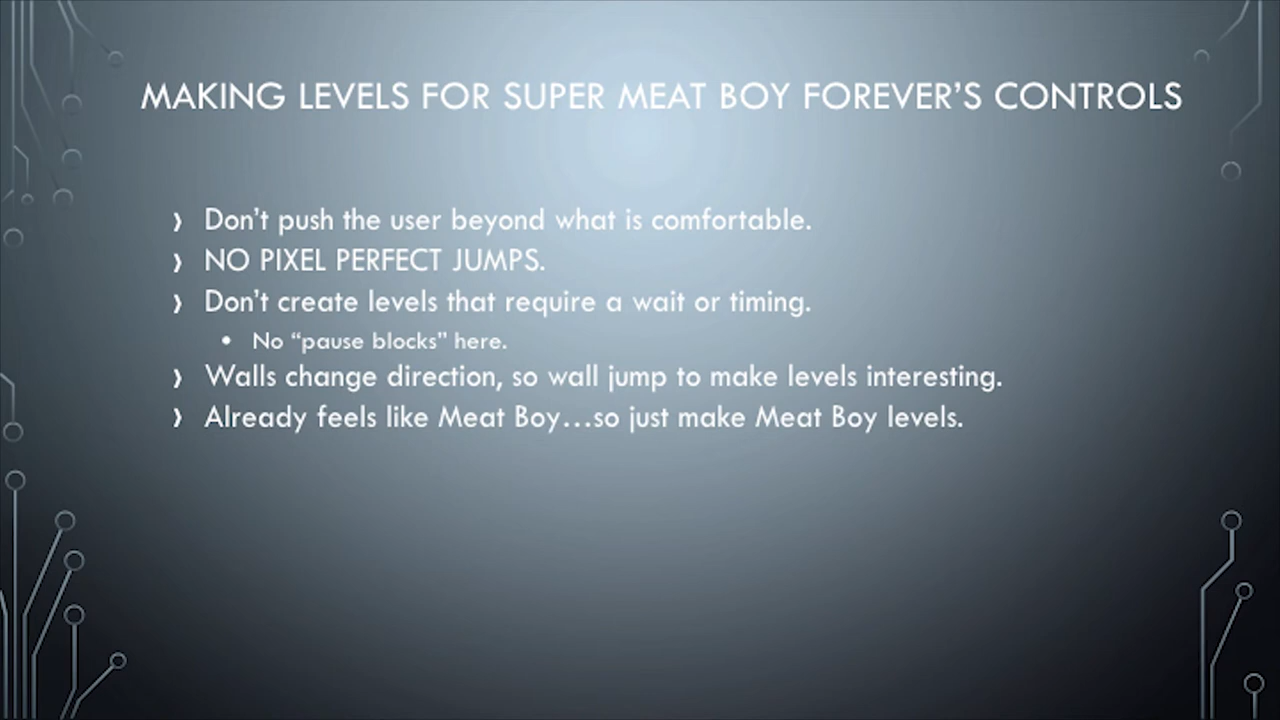 MAKING LEVELS FOR SUPER MEAT BOY FOREVER’S CONTROLS
Don’t push the user beyond what is comfortable.
NO PIXEL PERFECT JUMPS.
Don’t create levels that require a wait or timing.
No “pause blocks” here.
Walls change direction, so wall jump to make levels interesting.
Already feels like Meat Boy…so just make Meat Boy levels.